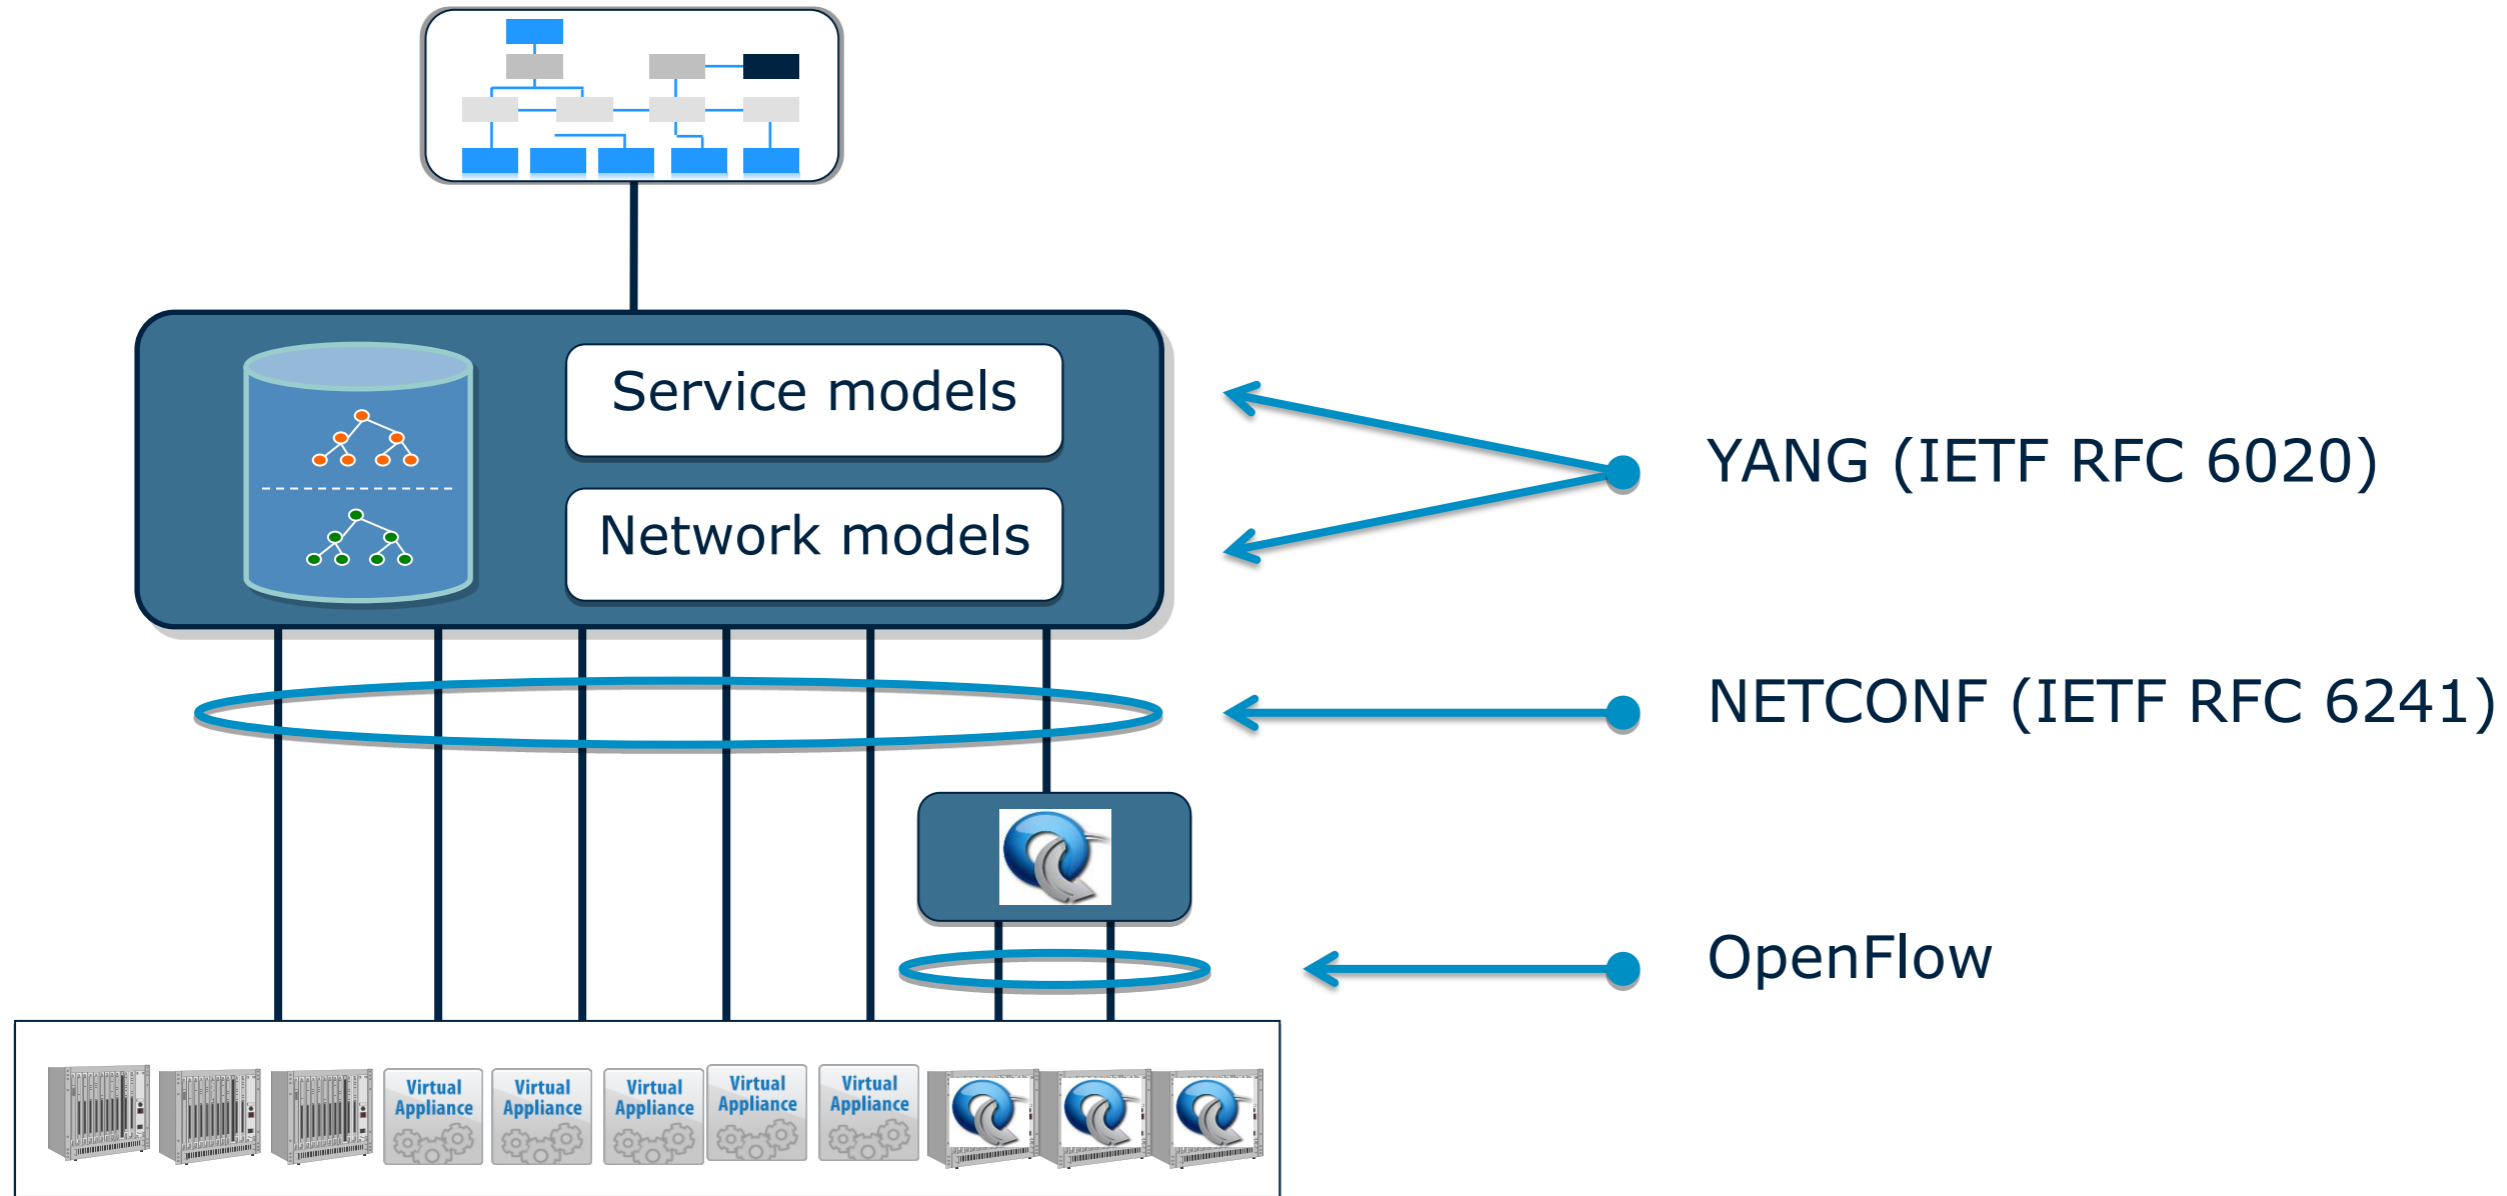 Service models
YANG (IETF RFC 6020)
Network models
NETCONF (IETF RFC 6241)
OpenFlow
Virtual
Appliance
Virtual
Appliance
Virtual
Appliance
Virtual
Appliance
Virtual
Appliance